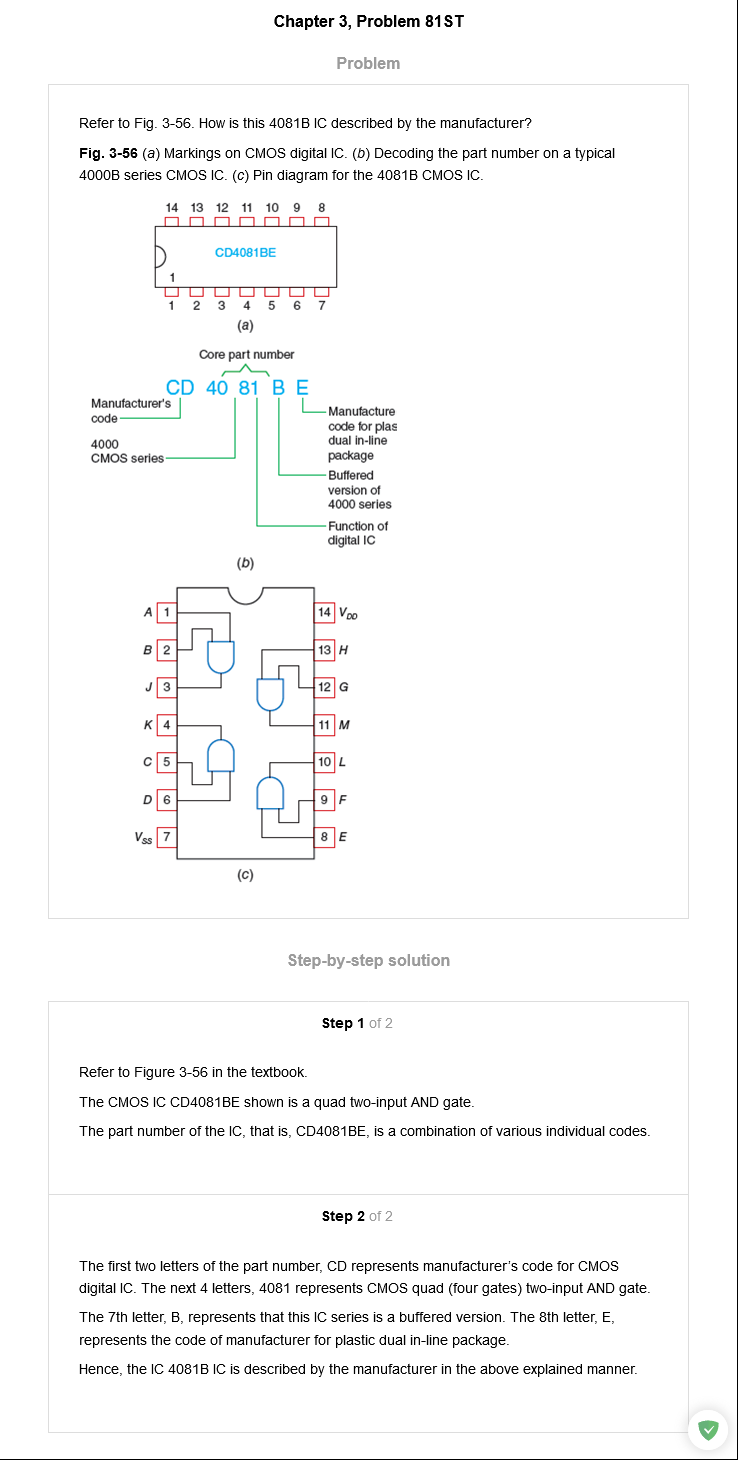 Chapter 3, Problem 81ST
Problem
Refer to Fig. 3-56. How is this 4081B IC described by the manufacturer?
Fig. 3-56 (a) Markings on CMOS digital IC. (b) Decoding the part number on a typical
4000B series CMOS IC. (c) Pin diagram for the 4081B CMOS IC.
14 13 12 11 10 9 8
CD4081BE
1
1 2 3 4 5 6 7
(a)
Core part number
CD 40 81 B E
Manufacturer's
code
4000
CMOS series
Manufacture
code for plas
dual in-line
package
Buffered
version of
4000 series
Function of
digital IC
(b)
A 1 14 VDD
B 2 13 H
J 3 12 G
K 4 11 M
C 5 10 L
D 6 9 F
VSS 7 8 E
(c)
Step-by-step solution
Step 1 of 2
Refer to Figure 3-56 in the textbook.
The CMOS IC CD4081BE shown is a quad two-input AND gate.
The part number of the IC, that is, CD4081BE, is a combination of various individual codes.
Step 2 of 2
The first two letters of the part number, CD represents manufacturer's code for CMOS
digital IC. The next 4 letters, 4081 represents CMOS quad (four gates) two-input AND gate.
The 7th letter, B, represents that this IC series is a buffered version. The 8th letter, E,
represents the code of manufacturer for plastic dual in-line package.
Hence, the IC 4081B IC is described by the manufacturer in the above explained manner.